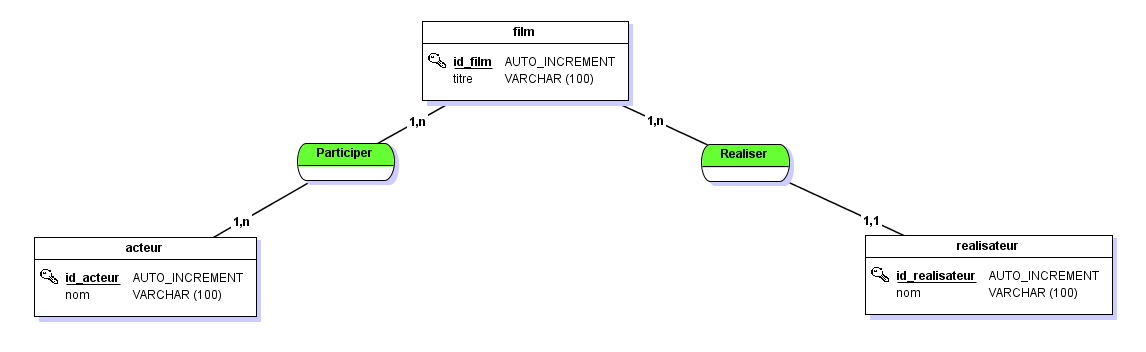 film
id_film AUTO_INCREMENT
titre VARCHAR (100)
1,n
1,n
Participer
Realiser
1,n
1,1
acteur
id_acteur AUTO_INCREMENT
nom VARCHAR (100)
realisateur
id_realisateur AUTO_INCREMENT
nom VARCHAR (100)